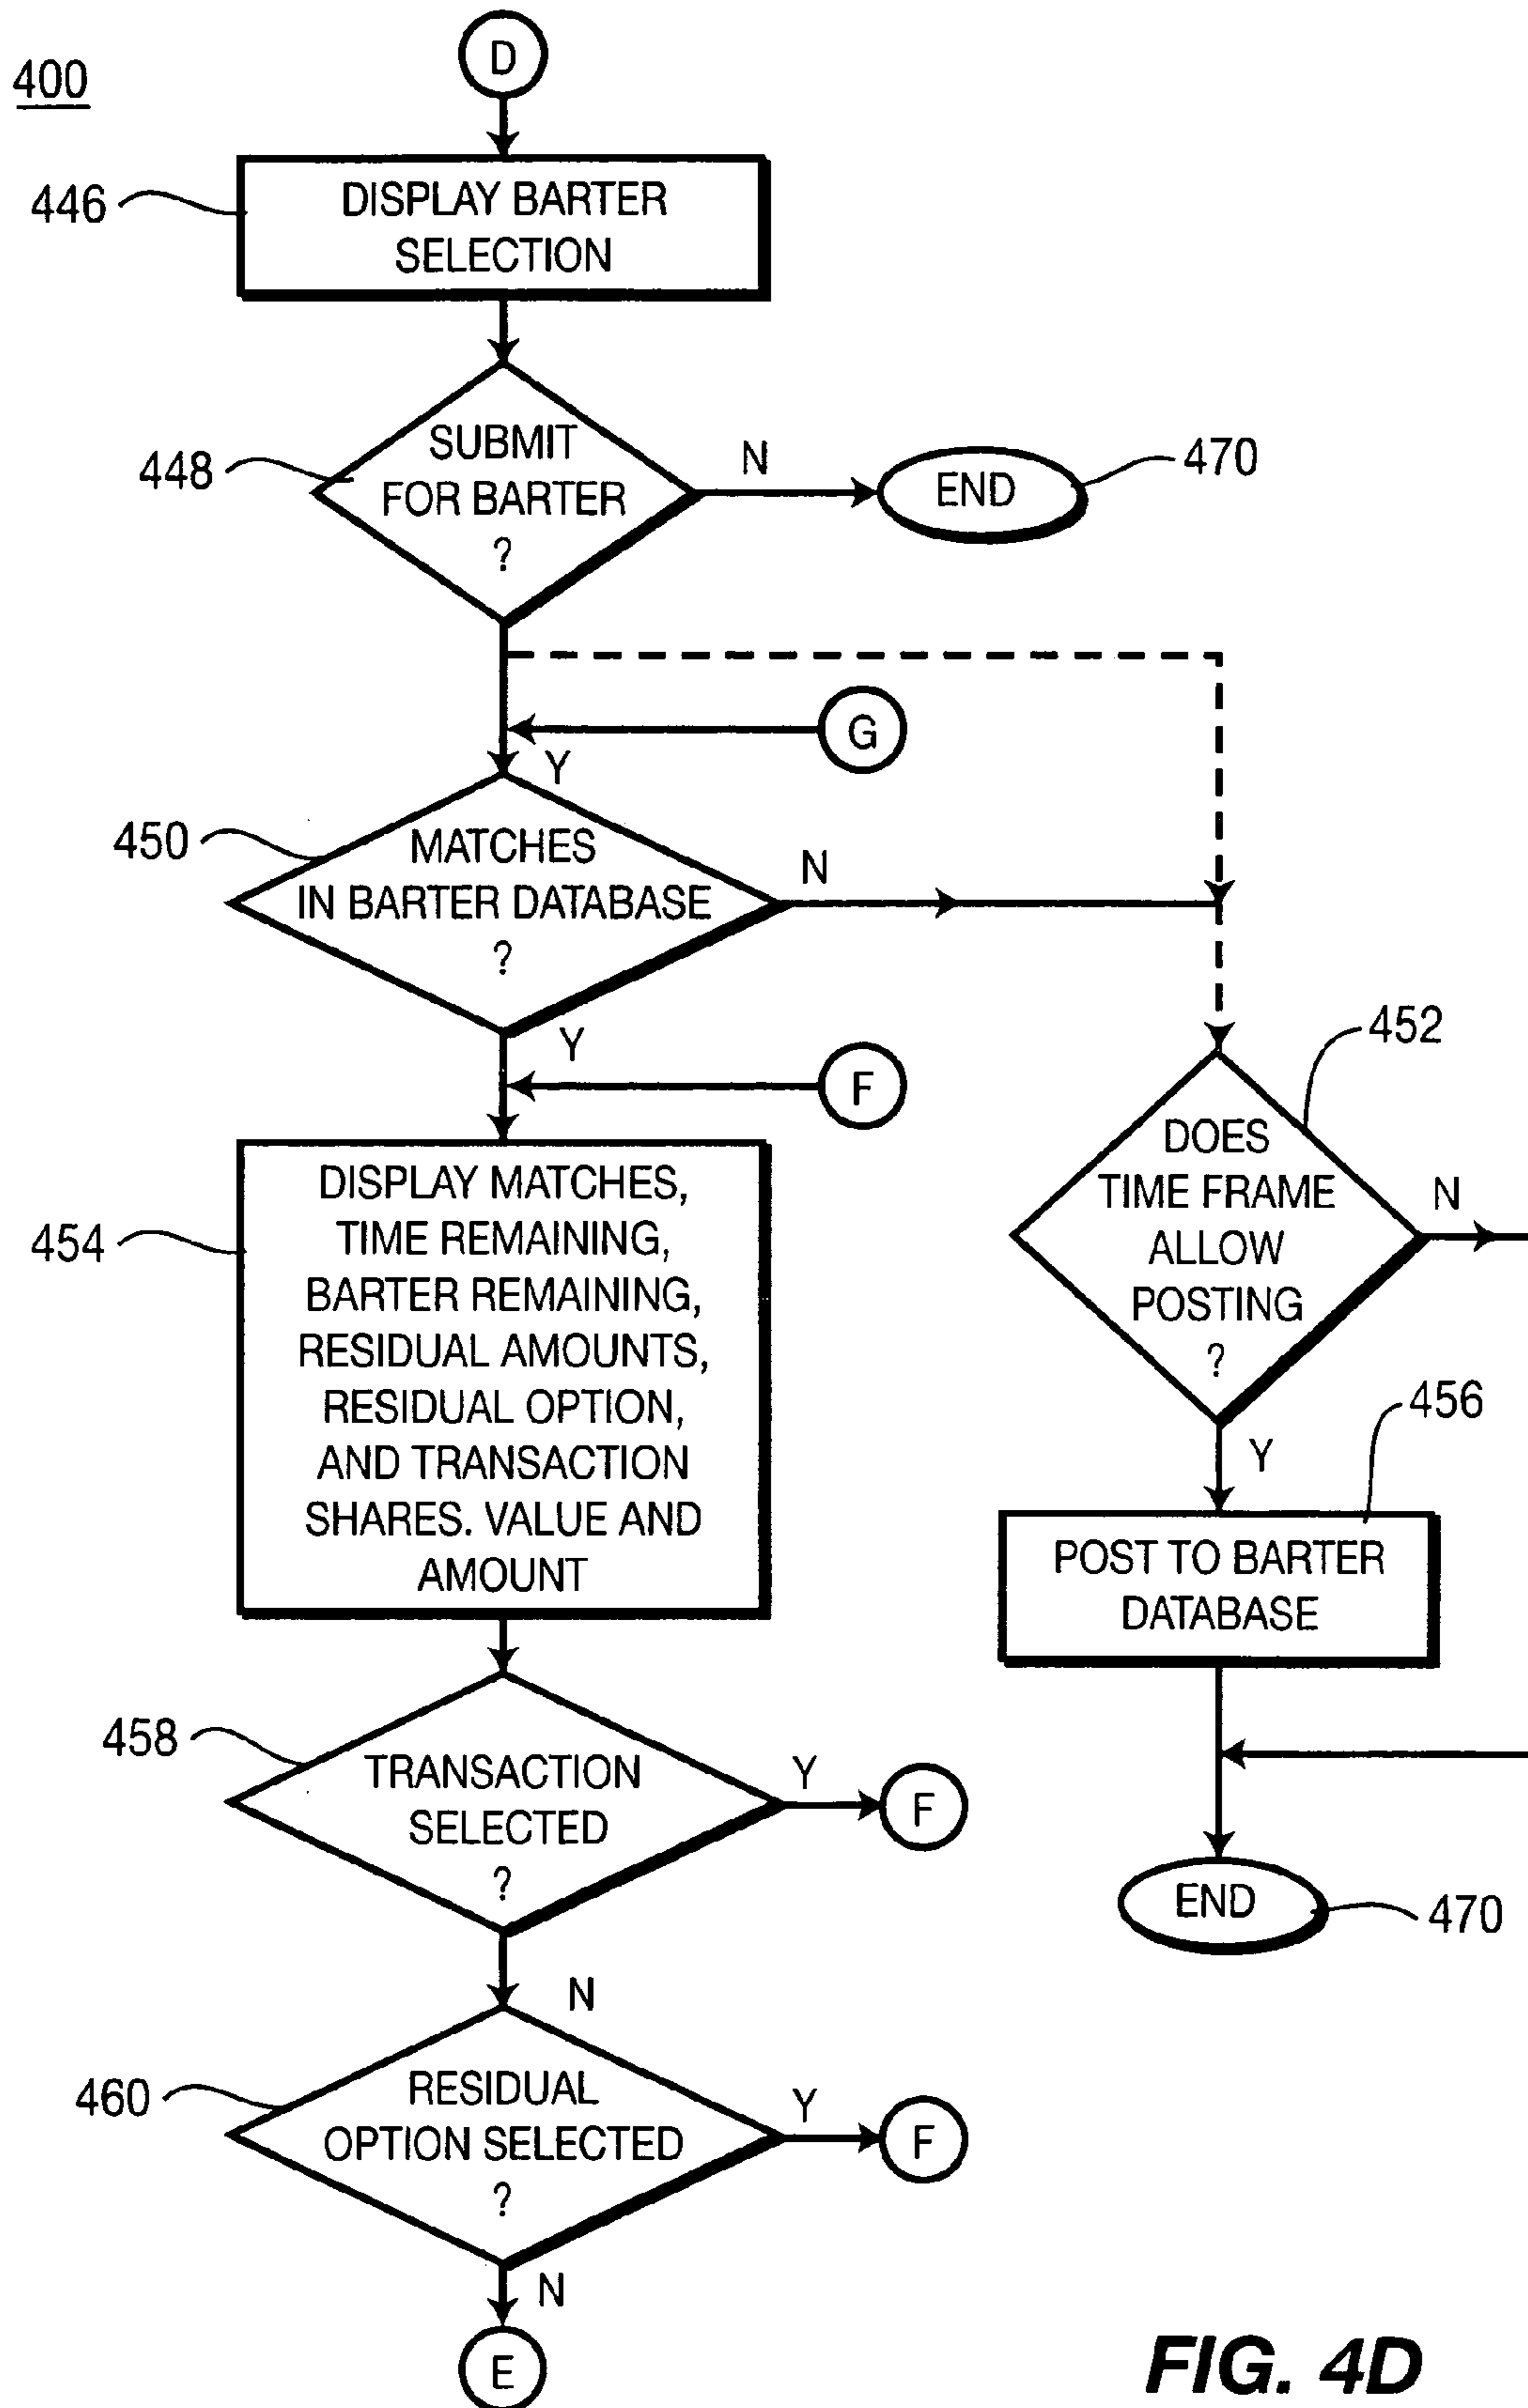 D
400
446
DISPLAY BARTER
SELECTION
448
SUBMIT
FOR BARTER
?
N
END
470
G
Y
450
MATCHES
IN BARTER DATABASE
?
N
Y
F
452
DOES
TIME FRAME
ALLOW
POSTING
?
N
454
DISPLAY MATCHES,
TIME REMAINING,
BARTER REMAINING,
RESIDUAL AMOUNTS,
RESIDUAL OPTION,
AND TRANSACTION
SHARES. VALUE AND
AMOUNT
Y
456
POST TO BARTER
DATABASE
458
TRANSACTION
SELECTED
?
Y
F
END
470
N
460
RESIDUAL
OPTION SELECTED
?
Y
F
N
E
FIG. 4D